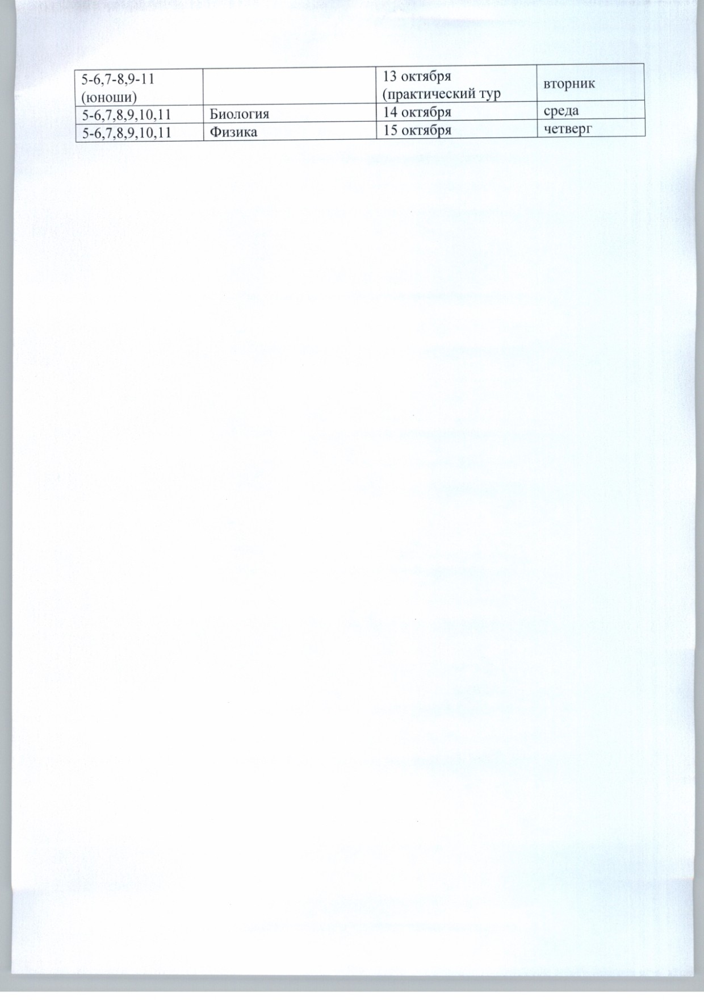 5-6,7-8,9-11 13 октября вторник
(юноши) (практический тур
5-6,7,8,9,10,11 Биология 14 октября среда
5-6,7,8,9,10,11 Физика 15 октября четверг